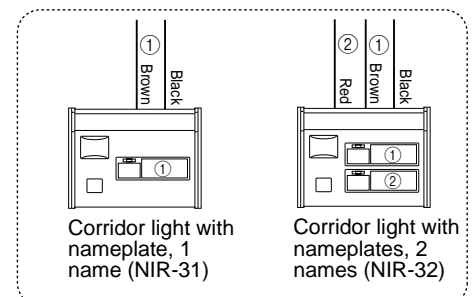 ① Brown Black
① 
Corridor light with
nameplate, 1
name (NIR-31)
② Red ① Brown Black
①
②
Corridor light with
nameplates, 2
names (NIR-32)